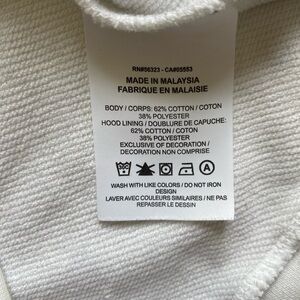 RN#56323 - CA#05553
MADE IN MALAYSIA
FABRIQUE EN MALAISIE
BODY / CORPS: 62% COTTON / COTON
38% POLYESTER
HOOD LINING / DOUBLURE DE CAPUCHE:
62% COTTON / COTON
38% POLYESTER
EXCLUSIVE OF DECORATION /
DECORATION NON COMPRISE
A
WASH WITH LIKE COLORS / DO NOT IRON
DESIGN
LAVER AVEC COULEURS SIMILAIRES / NE PAS
REPASSER LE DESSIN